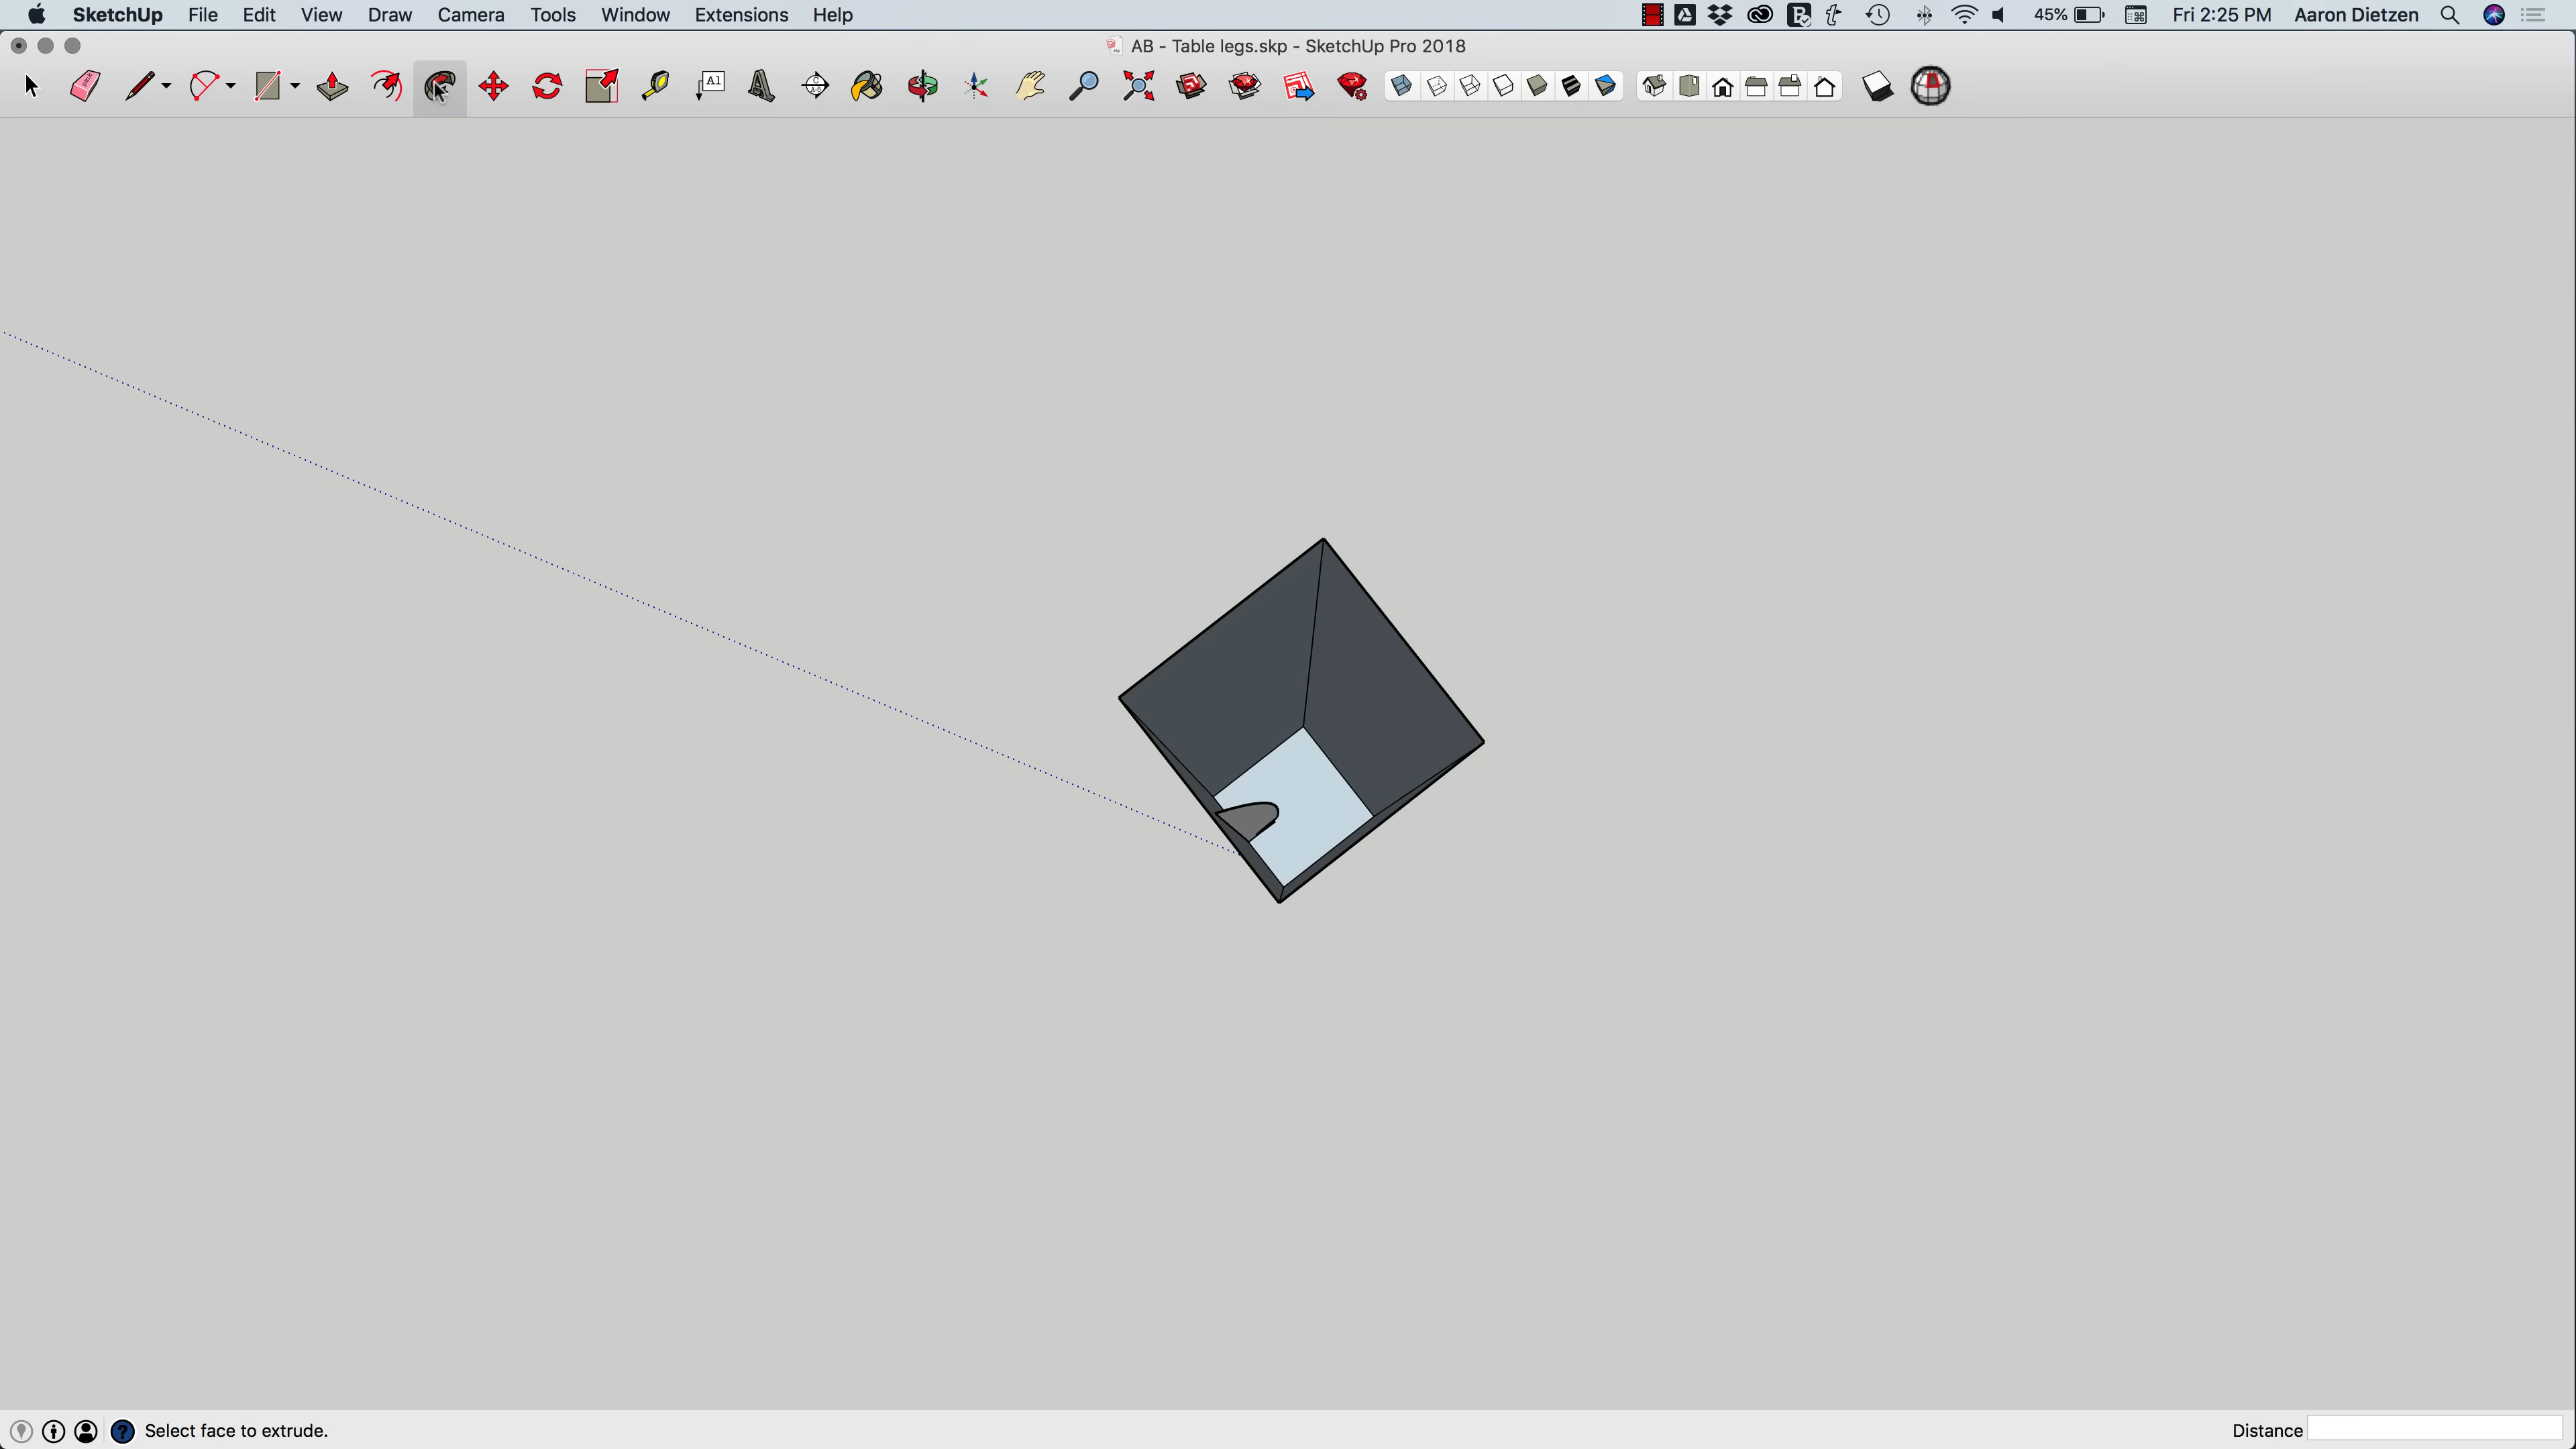 SketchUp File Edit View Draw Camera Tools Window Extensions Help 45% Fri 2:25 PM Aaron Dietzen
AB - Table legs.skp - SketchUp Pro 2018
A1
Select face to extrude.
Distance